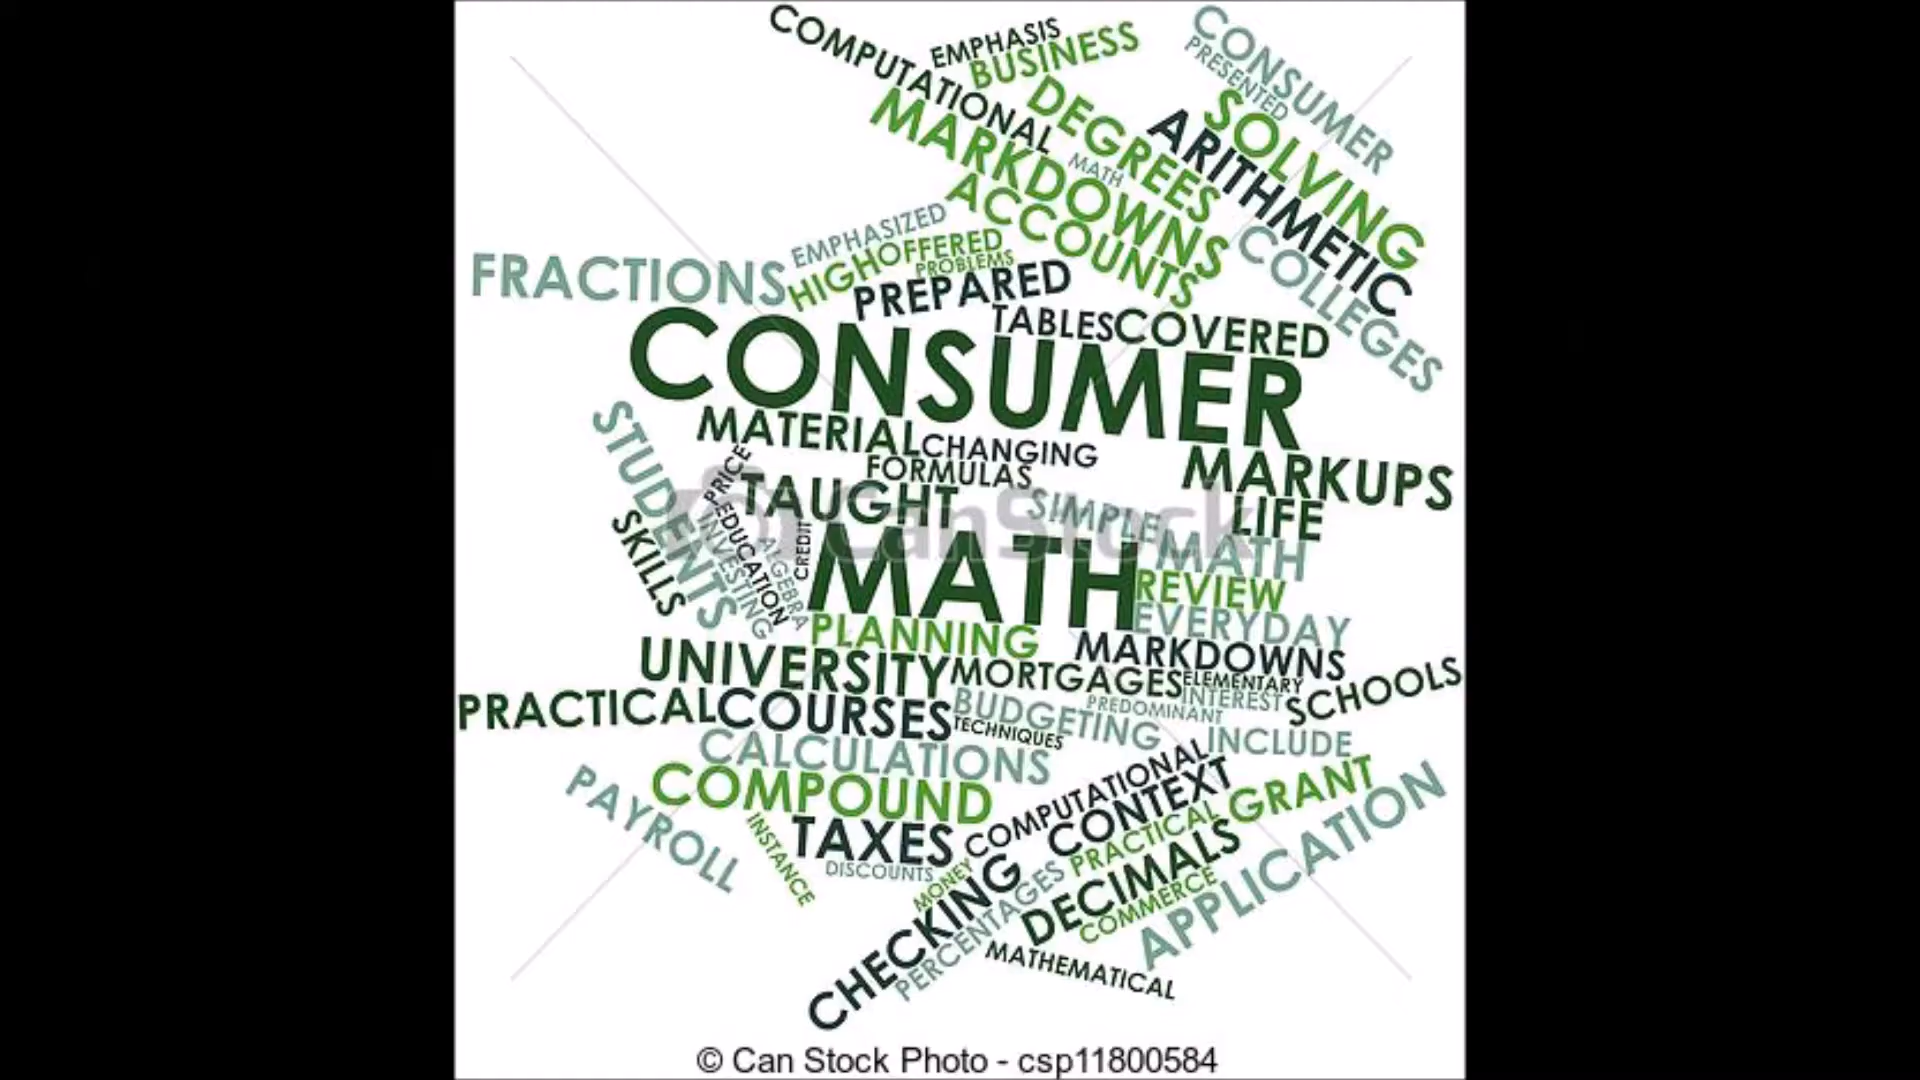 COMPUTATIONAL
EMPHASIS
BUSINESS
CONSUMER
PRESENTED
SOLVING
ARITHMETIC
DEGREES
MARKDOWNS
MATH
ACCOUNTS
COLLEGES
EMPHASIZED
HIGH
OFFERED
PROBLEMS
FRACTIONS
PREPARED
TABLES
COVERED
CONSUMER
MATERIAL
CHANGING
FORMULAS
MARKUPS
STUDENTS
PRICE
TAUGHT
SIMPLE
LIFE
CanStock
SKILLS
INVESTING
EDUCATION
ALGEBRA
CREDIT
MATH
MATH
REVIEW
EVERYDAY
PLANNING
MARKDOWNS
UNIVERSITY
MORTGAGES
ELEMENTARY
INTEREST
SCHOOLS
PRACTICAL
COURSES
BUDGETING
PREDOMINANT
TECHNIQUES
INCLUDE
CALCULATIONS
COMPOUND
PAYROLL
INSTANCE
TAXES
DISCOUNTS
COMPUTATIONAL
CONTEXT
PRACTICAL
GRANT
MONEY
CHECKING
PERCENTAGES
DECIMALS
COMMERCE
APPLICATION
MATHEMATICAL
© Can Stock Photo - csp11800584